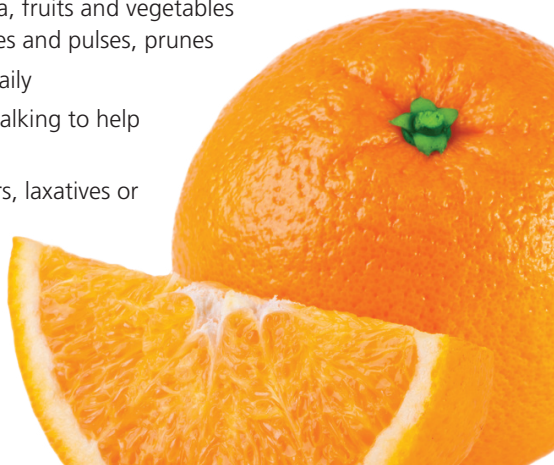 a, fruits and vegetables
es and pulses, prunes
aily
alking to help
rs, laxatives or